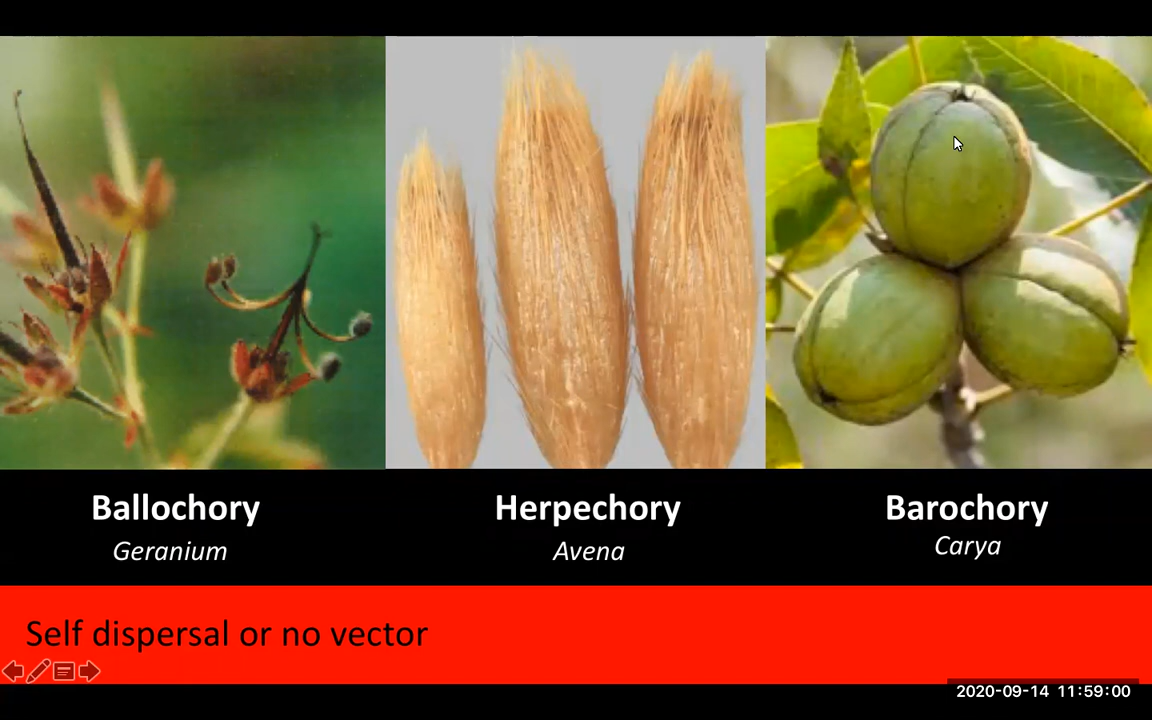 Ballochory
Geranium
Herpechory
Avena
Barochory
Carya
Self dispersal or no vector
2020-09-14 11:59:00